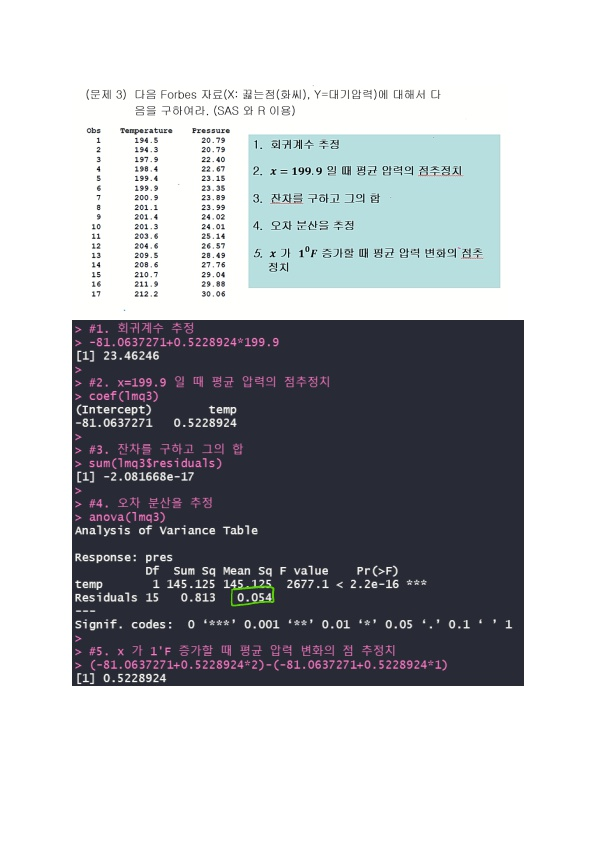 (문제 3) 다음 Forbes 자료(X: 끓는점(화씨), Y=대기압력)에 대해서 다
음을 구하여라. (SAS 와 R 이용)
Obs Temperature Pressure
1 194.5 20.79
2 194.3 20.79
3 197.9 22.40
4 198.4 22.67
5 199.4 23.15
6 199.9 23.35
7 200.9 23.89
8 201.1 23.99
9 201.4 24.02
10 201.3 24.01
11 203.6 25.14
12 204.6 26.57
13 209.5 28.49
14 208.6 27.76
15 210.7 29.04
16 211.9 29.88
17 212.2 30.06
1. 회귀계수 추정
2. x = 199.9 일 때 평균 압력의 점추정치
3. 잔차를 구하고 그의 합
4. 오차 분산을 추정
5. x 가 1⁰F 증가할 때 평균 압력 변화의 점추
정치
> #1. 회귀계수 추정
> -81.0637271+0.5228924*199.9
[1] 23.46246
>
> #2. x=199.9 일 때 평균 압력의 점추정치
> coef(lmq3)
(Intercept) temp
-81.0637271 0.5228924
>
> #3. 잔차를 구하고 그의 합
> sum(lmq3$residuals)
[1] -2.081668e-17
>
> #4. 오차 분산을 추정
> anova(lmq3)
Analysis of Variance Table
Response: pres
Df Sum Sq Mean Sq F value Pr(>F)
temp 1 145.125 145.125 2677.1 < 2.2e-16 ***
Residuals 15 0.813 0.054
---
Signif. codes: 0 ‘***’ 0.001 ‘**’ 0.01 ‘*’ 0.05 ‘.’ 0.1 ‘ ’ 1
>
> #5. x 가 1'F 증가할 때 평균 압력 변화의 점 추정치
> (-81.0637271+0.5228924*2)-(-81.0637271+0.5228924*1)
[1] 0.5228924